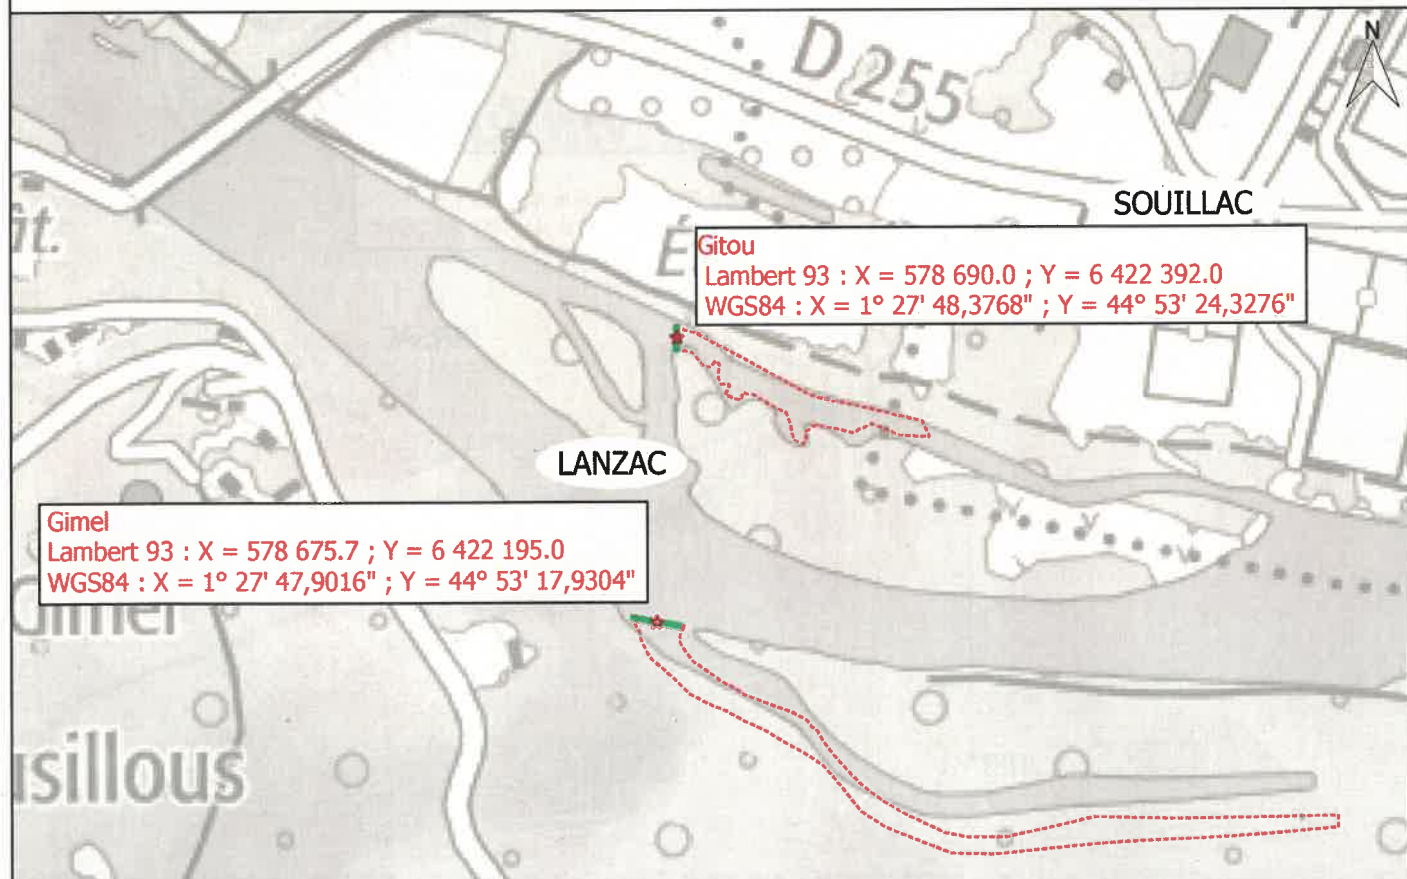 N
D 255
SOUILLAC
Gitou
Lambert 93 : X = 578 690.0 ; Y = 6 422 392.0
WGS84 : X = 1° 27' 48,3768" ; Y = 44° 53' 24,3276"
LANZAC
Gimel
Lambert 93 : X = 578 675.7 ; Y = 6 422 195.0
WGS84 : X = 1° 27' 47,9016" ; Y = 44° 53' 17,9304"
Gimel